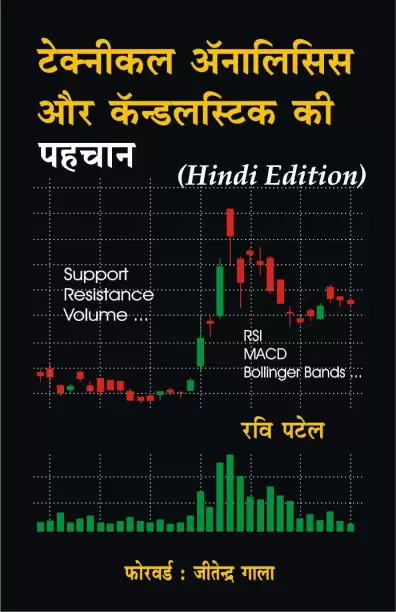 टेक्नीकल ॲनालिसिस
और कॅन्डलस्टिक की
पहचान
(Hindi Edition)
Support
Resistance
Volume ...
RSI
MACD
Bollinger Bands ...
रवि पटेल
फोरवर्ड : जीतेन्द्र गाला